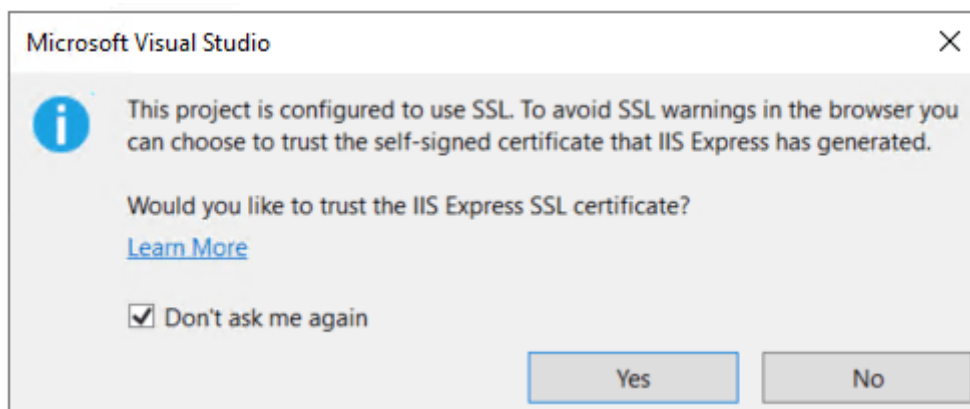 Microsoft Visual Studio
This project is configured to use SSL. To avoid SSL warnings in the browser you
can choose to trust the self-signed certificate that IIS Express has generated.
Would you like to trust the IIS Express SSL certificate?
Learn More
Don't ask me again
Yes No